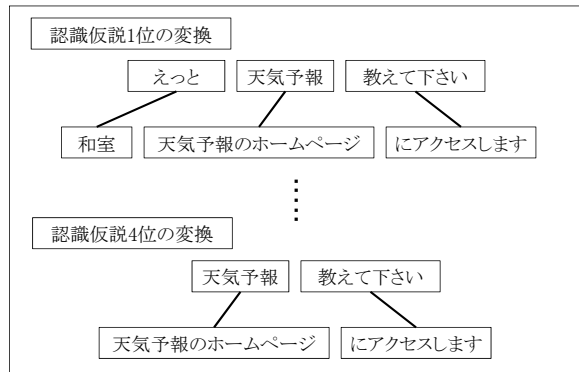 認識仮説1位の変換
えっと 天気予報 教えて下さい
和室 天気予報のホームページ にアクセスします
認識仮説4位の変換
天気予報 教えて下さい
天気予報のホームページ にアクセスします